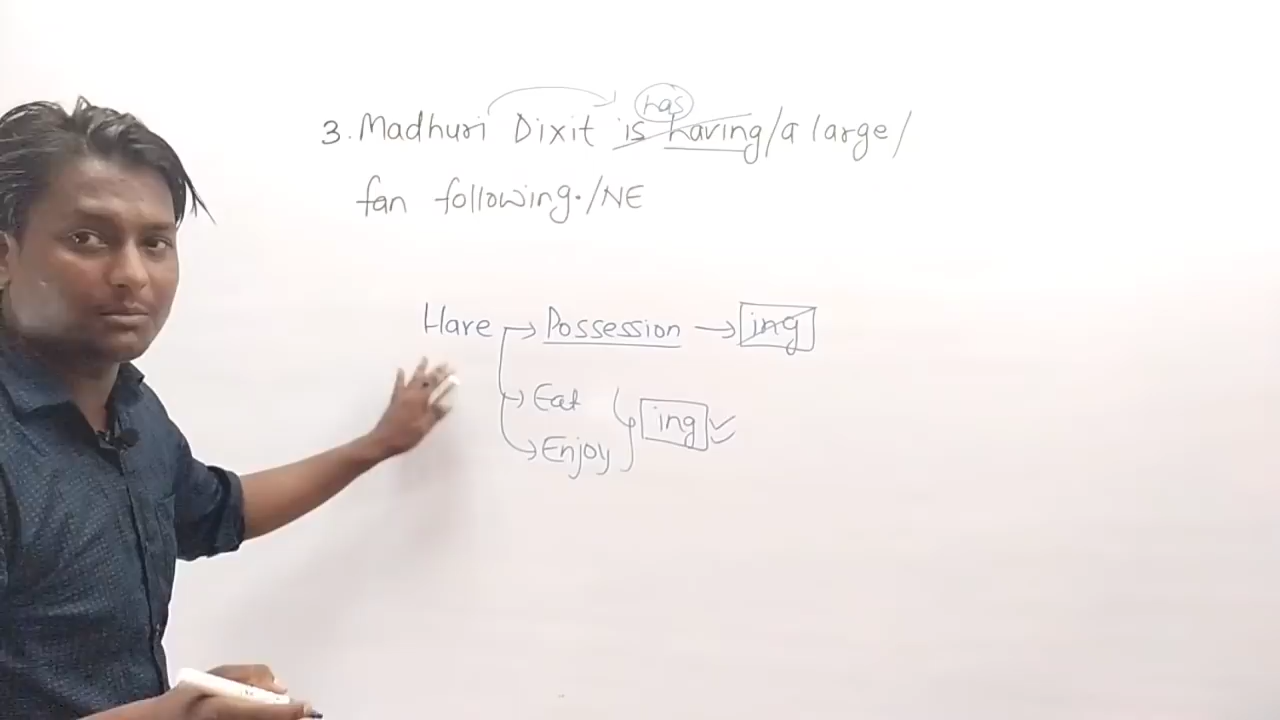 has
3. Madhuri Dixit is having/a large/
fan following./NE
Have → Possession → ing
→ Eat
ing
→ Enjoy